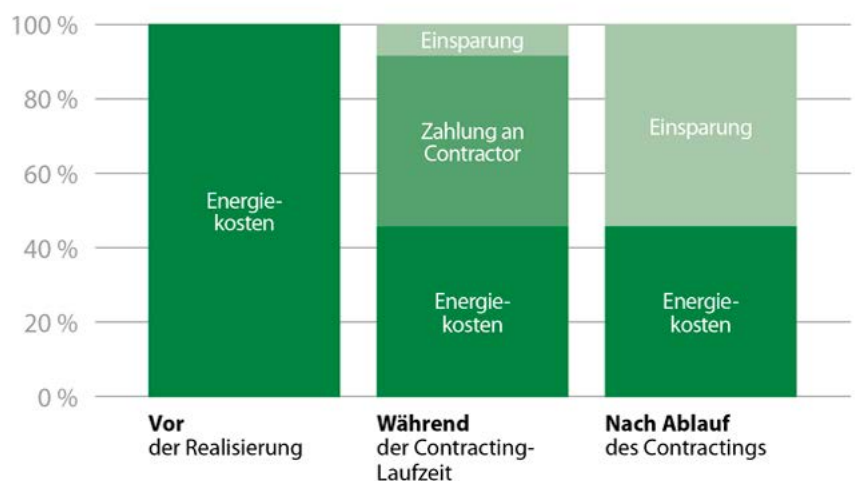 100 %
80 %
60 %
40 %
20 %
0 %
Energie-
kosten
Einsparung
Zahlung an
Contractor
Energie-
kosten
Einsparung
Energie-
kosten
Vor
der Realisierung
Während
der Contracting-
Laufzeit
Nach Ablauf
des Contractings